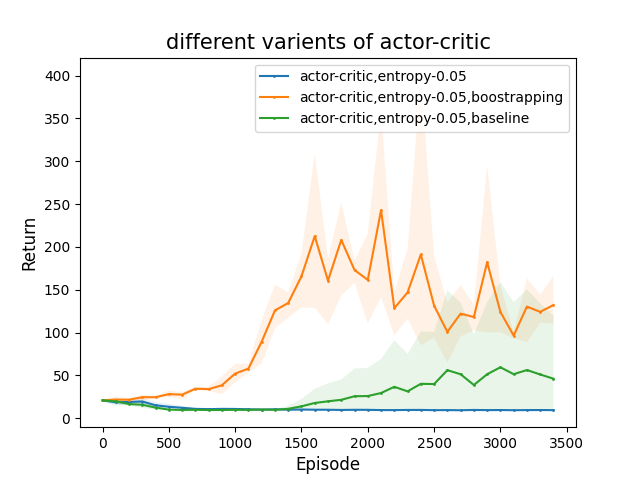 different varients of actor-critic
actor-critic,entropy-0.05
actor-critic,entropy-0.05,boostrapping
actor-critic,entropy-0.05,baseline
Return
400
350
300
250
200
150
100
50
0
0 500 1000 1500 2000 2500 3000 3500
Episode